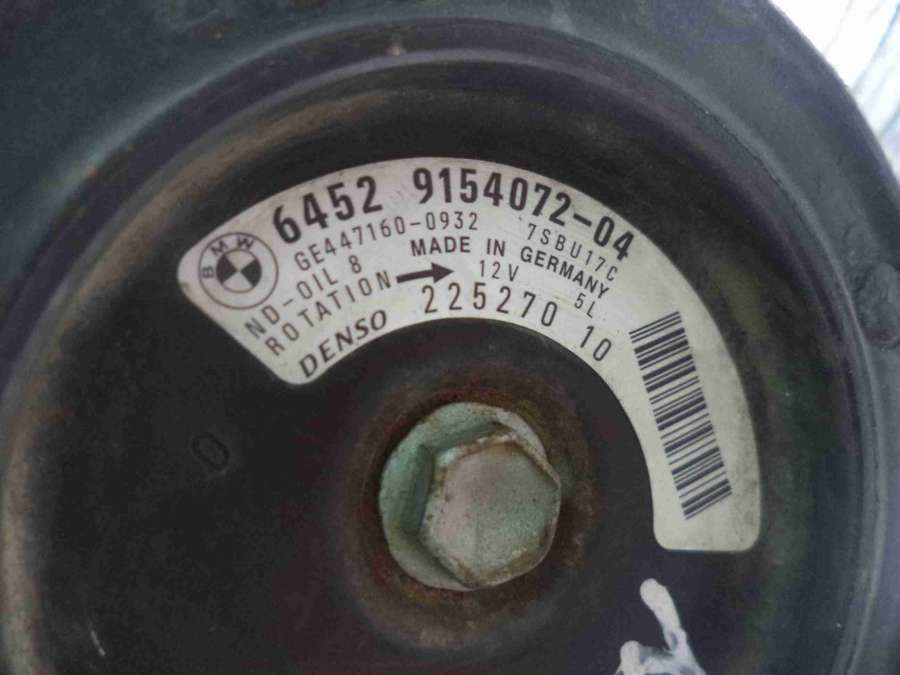 BMW
6452 9154072-04
GE447160-0932 7SBU17C
ND-OIL 8 MADE IN GERMANY
ROTATION 12V 5L
DENSO 225270 10
0